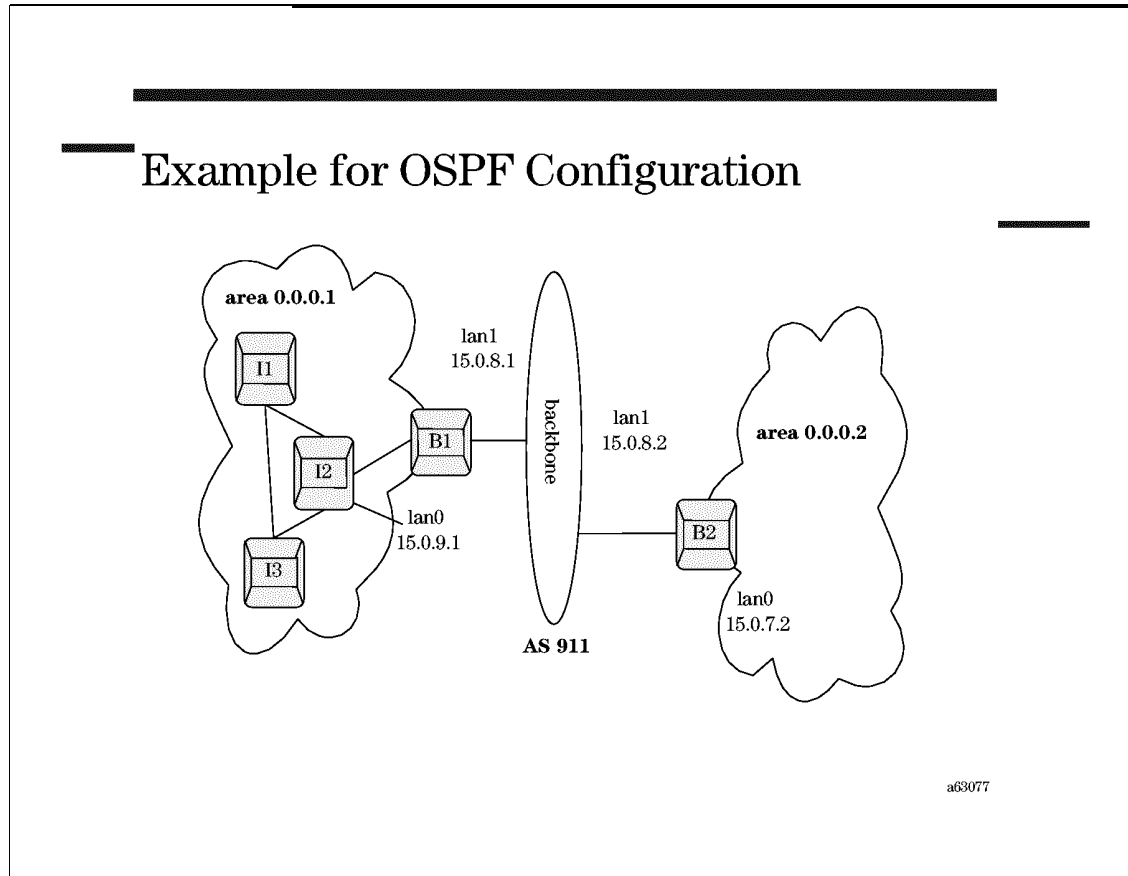 Example for OSPF Configuration
area 0.0.0.1
I1
I2
I3
lan0
15.0.9.1
B1
lan1
15.0.8.1
backbone
AS 911
lan1
15.0.8.2
B2
area 0.0.0.2
lan0
15.0.7.2
a63077